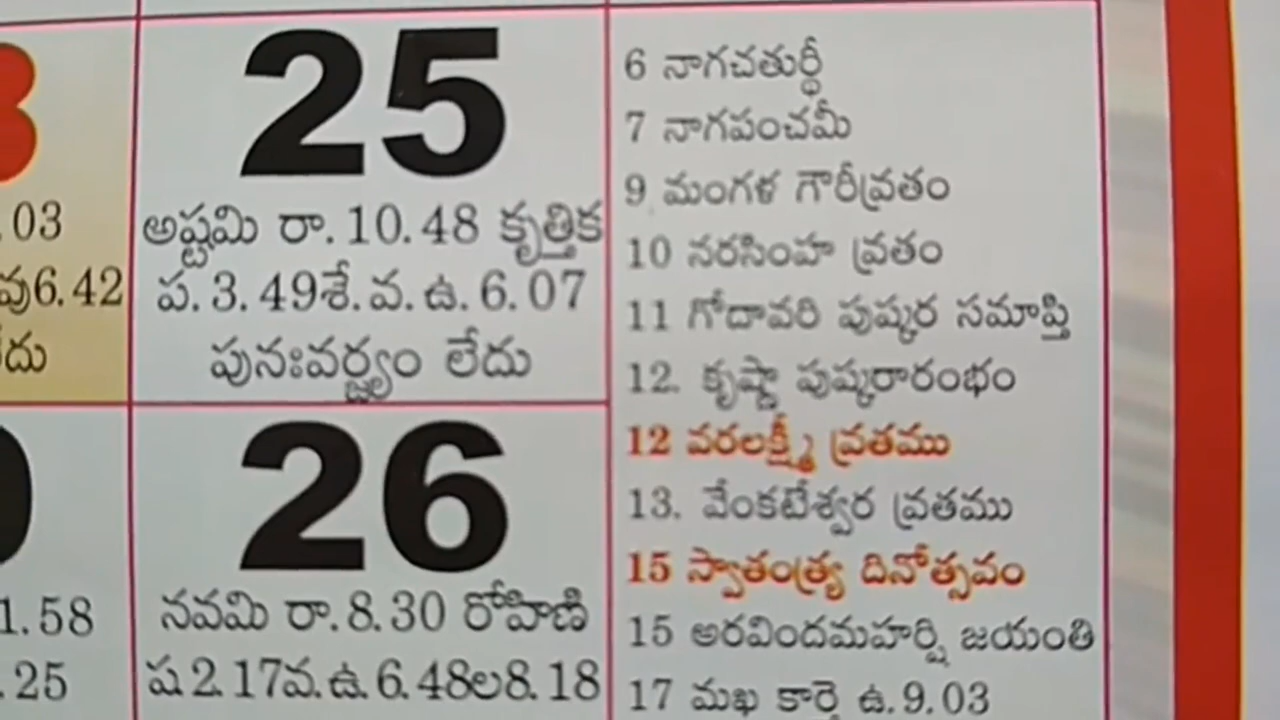 25
.03
వు6.42
అష్టమి రా.10.48 కృత్తిక
ప.3.49శే.వ.ఉ.6.07
పునఃవర్జ్యం లేదు
26
1.58
.25
నవమి రా.8.30 రోహిణి
ష2.17వ.ఉ.6.48ల8.18
6 నాగచతుర్థీ
7 నాగపంచమీ
9 మంగళ గౌరీవ్రతం
10 నరసింహ వ్రతం
11 గోదావరి పుష్కర సమాప్తి
12. కృష్ణా పుష్కరారంభం
12 వరలక్ష్మీ వ్రతము
13. వేంకటేశ్వర వ్రతము
15 స్వాతంత్ర్య దినోత్సవం
15 అరవిందమహర్షి జయంతి
17 మఖ కార్తె ఉ.9.03